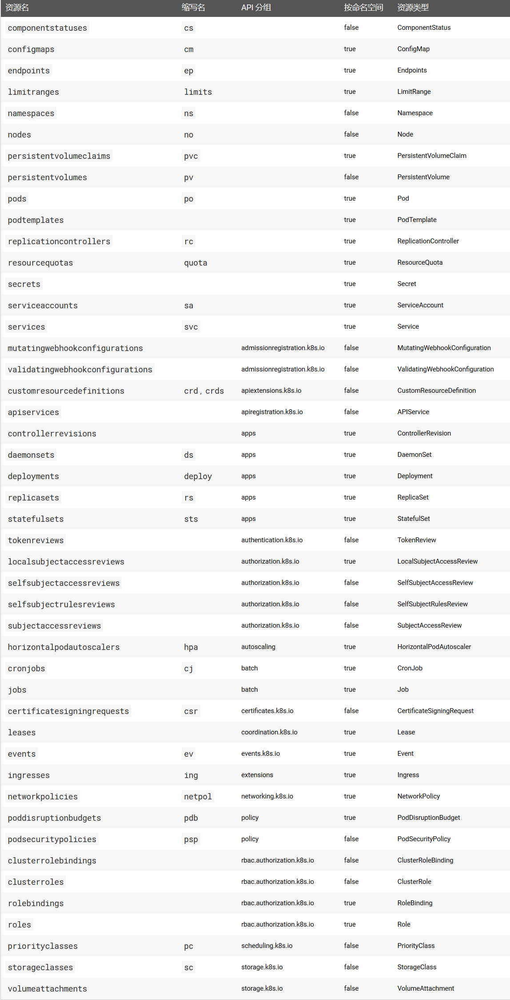 资源名 缩写名 API 分组 按命名空间 资源类型
componentstatuses cs false ComponentStatus
configmaps cm true ConfigMap
endpoints ep true Endpoints
limitranges limits true LimitRange
namespaces ns false Namespace
nodes no false Node
persistentvolumeclaims pvc true PersistentVolumeClaim
persistentvolumes pv false PersistentVolume
pods po true Pod
podtemplates true PodTemplate
replicationcontrollers rc true ReplicationController
resourcequotas quota true ResourceQuota
secrets true Secret
serviceaccounts sa true ServiceAccount
services svc true Service
mutatingwebhookconfigurations admissionregistration.k8s.io false MutatingWebhookConfiguration
validatingwebhookconfigurations admissionregistration.k8s.io false ValidatingWebhookConfiguration
customresourcedefinitions crd, crds apiextensions.k8s.io false CustomResourceDefinition
apiservices apiregistration.k8s.io false APIService
controllerrevisions apps true ControllerRevision
daemonsets ds apps true DaemonSet
deployments deploy apps true Deployment
replicasets rs apps true ReplicaSet
statefulsets sts apps true StatefulSet
tokenreviews authentication.k8s.io false TokenReview
localsubjectaccessreviews authorization.k8s.io true LocalSubjectAccessReview
selfsubjectaccessreviews authorization.k8s.io false SelfSubjectAccessReview
selfsubjectrulesreviews authorization.k8s.io false SelfSubjectRulesReview
subjectaccessreviews authorization.k8s.io false SubjectAccessReview
horizontalpodautoscalers hpa autoscaling true HorizontalPodAutoscaler
cronjobs cj batch true CronJob
jobs batch true Job
certificatesigningrequests csr certificates.k8s.io false CertificateSigningRequest
leases coordination.k8s.io true Lease
events ev events.k8s.io true Event
ingresses ing extensions true Ingress
networkpolicies netpol networking.k8s.io true NetworkPolicy
poddisruptionbudgets pdb policy true PodDisruptionBudget
podsecuritypolicies psp policy false PodSecurityPolicy
clusterrolebindings rbac.authorization.k8s.io false ClusterRoleBinding
clusterroles rbac.authorization.k8s.io false ClusterRole
rolebindings rbac.authorization.k8s.io true RoleBinding
roles rbac.authorization.k8s.io true Role
priorityclasses pc scheduling.k8s.io false PriorityClass
storageclasses sc storage.k8s.io false StorageClass
volumeattachments storage.k8s.io false VolumeAttachment